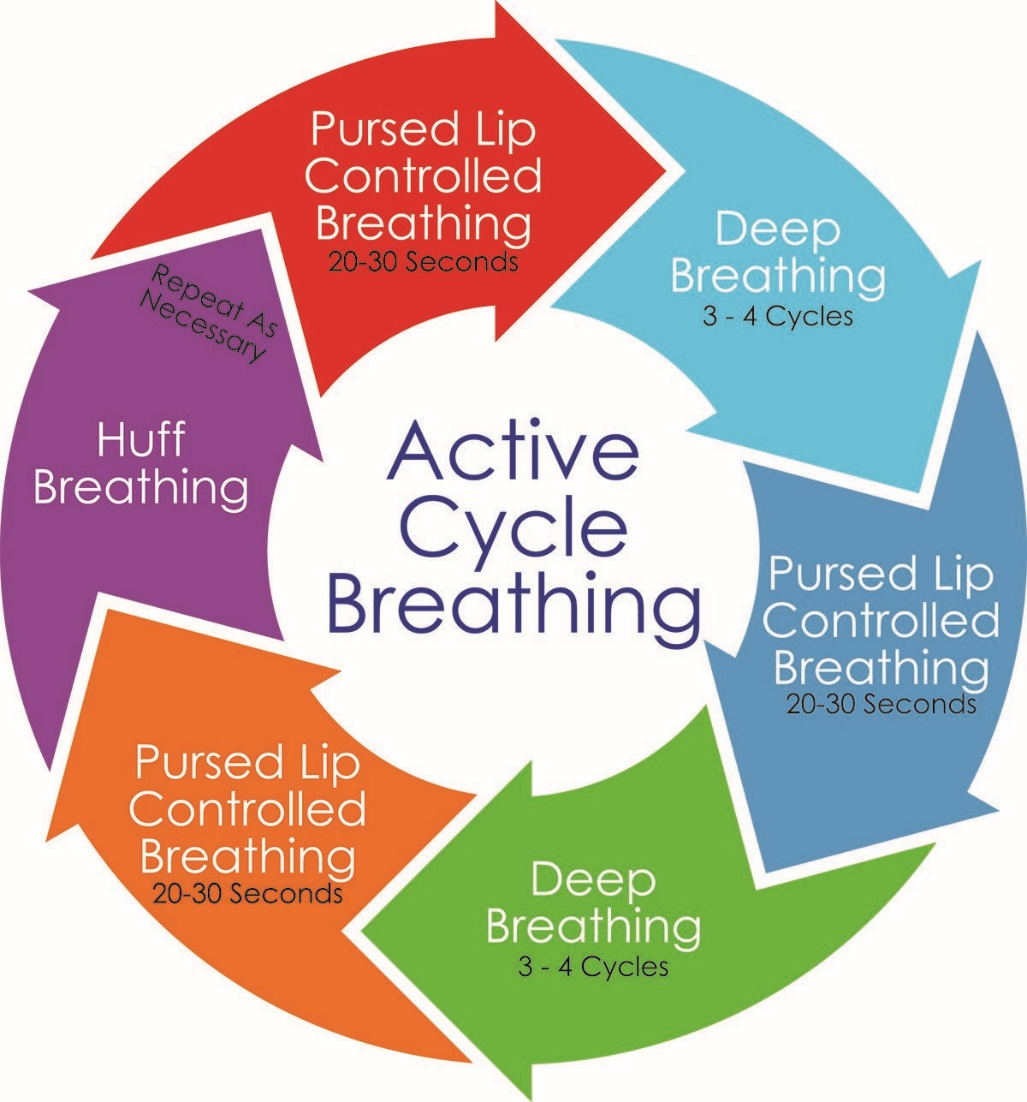 Pursed Lip
Controlled
Breathing
20-30 Seconds
Deep
Breathing
3 - 4 Cycles
Pursed Lip
Controlled
Breathing
20-30 Seconds
Deep
Breathing
3 - 4 Cycles
Pursed Lip
Controlled
Breathing
20-30 Seconds
Huff
Breathing
Repeat As
Necessary
Active
Cycle
Breathing